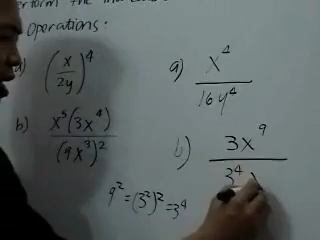 Operations:
(x/2y)^4
a) x^4/16y^4
b) x^5(3x^4)/(9x^3)^2
b) 3x^9/3^4
9^2=(3^2)^2=3^4